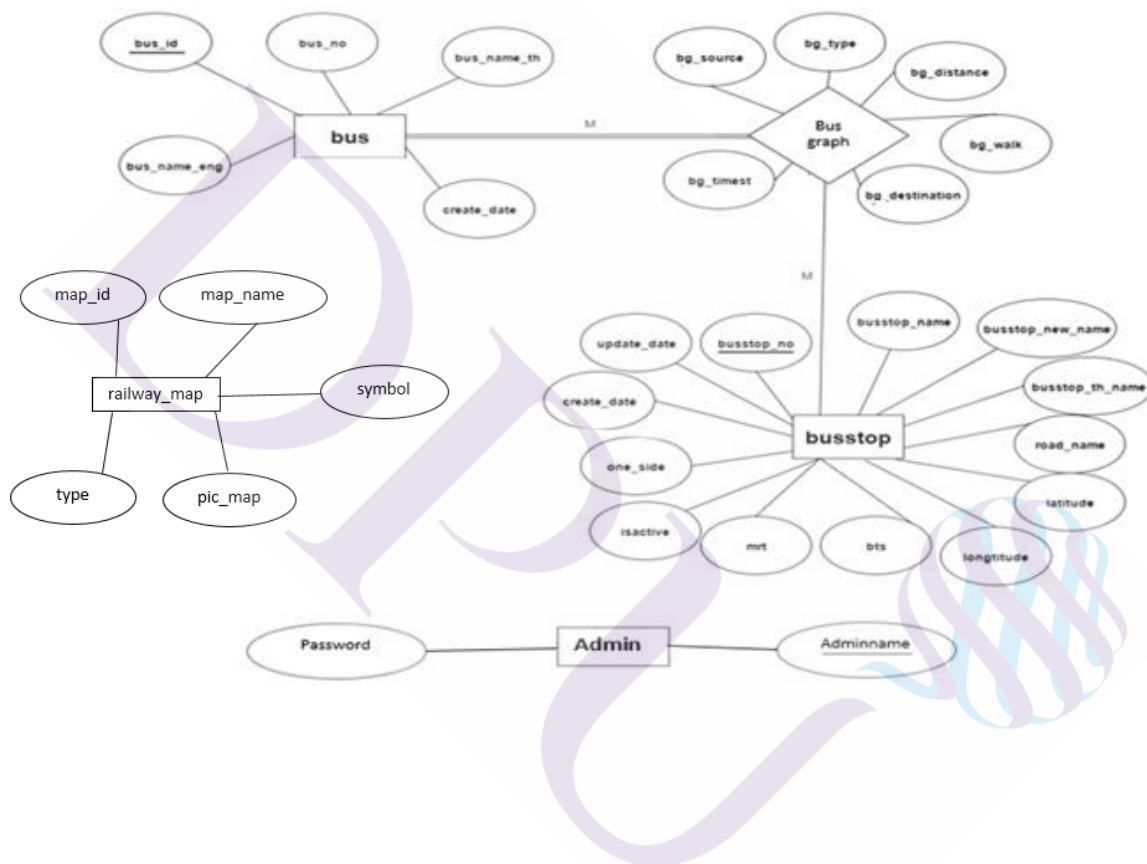 bus_id
bus_no
bus_name_th
bus
bus_name_eng
create_date
M
bg_source
bg_type
bg_distance
Bus
graph
bg_walk
bg_timest
bg_destination
M
map_id
map_name
railway_map
symbol
type
pic_map
update_date
busstop_no
busstop_name
busstop_new_name
create_date
busstop_th_name
busstop
one_side
road_name
isactive
mrt
bts
longtitude
latitude
Password
Admin
Adminname
DPU